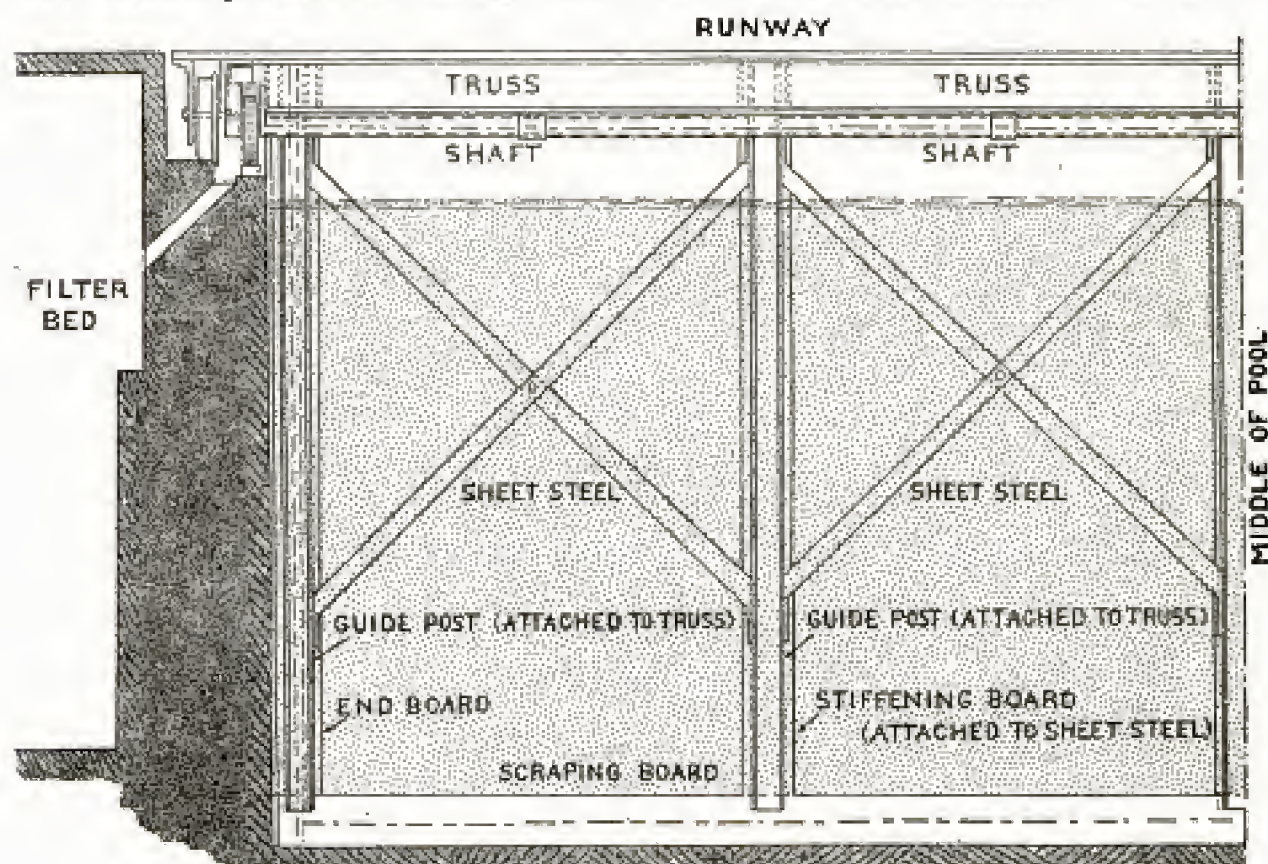 RUNWAY
TRUSS
TRUSS
SHAFT
SHAFT
FILTER
BED
MIDDLE OF POOL
SHEET STEEL
SHEET STEEL
GUIDE POST (ATTACHED TO TRUSS)
GUIDE POST (ATTACHED TO TRUSS)
END BOARD
STIFFENING BOARD
(ATTACHED TO SHEET STEEL)
SCRAPING BOARD